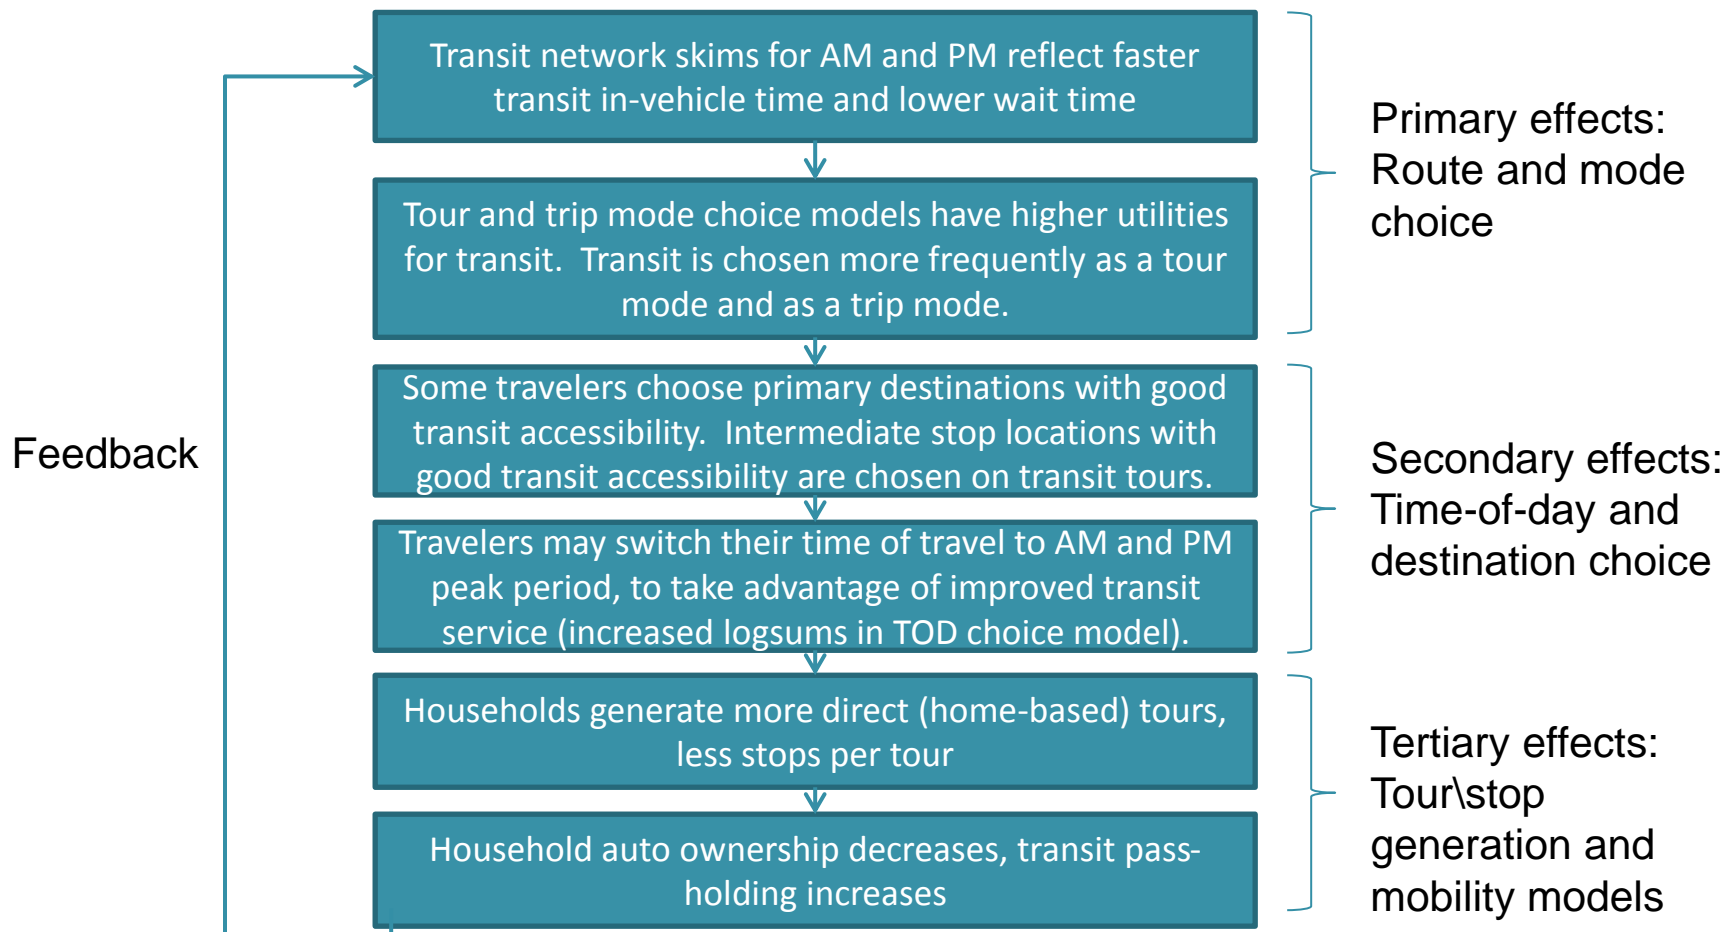 Transit network skims for AM and PM reflect faster
transit in-vehicle time and lower wait time
Tour and trip mode choice models have higher utilities
for transit.  Transit is chosen more frequently as a tour
mode and as a trip mode.
Primary effects:
Route and mode
choice
Feedback
Some travelers choose primary destinations with good
transit accessibility.  Intermediate stop locations with
good transit accessibility are chosen on transit tours.
Travelers may switch their time of travel to AM and PM
peak period, to take advantage of improved transit
service (increased logsums in TOD choice model).
Secondary effects:
Time-of-day and
destination choice
Households generate more direct (home-based) tours,
less stops per tour
Household auto ownership decreases, transit pass-
holding increases
Tertiary effects:
Tour\stop
generation and
mobility models